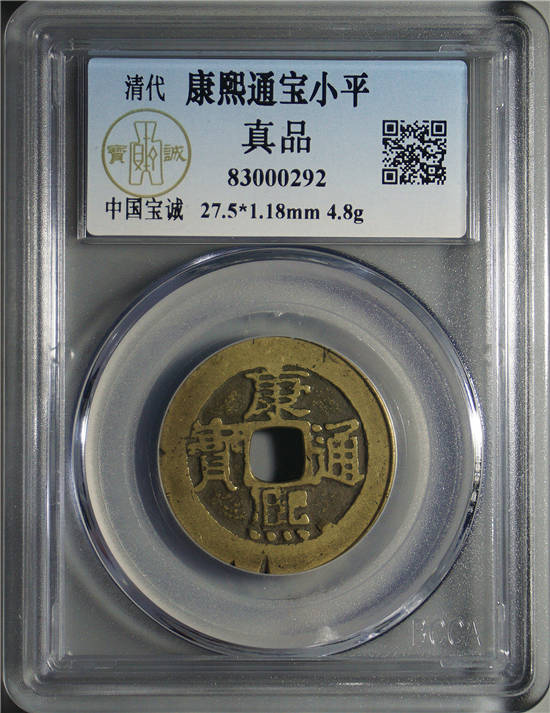 清代 康熙通宝小平
真品
寶 誠
83000292
中国宝诚 27.5*1.18mm 4.8g
康熙通寶
ECCA